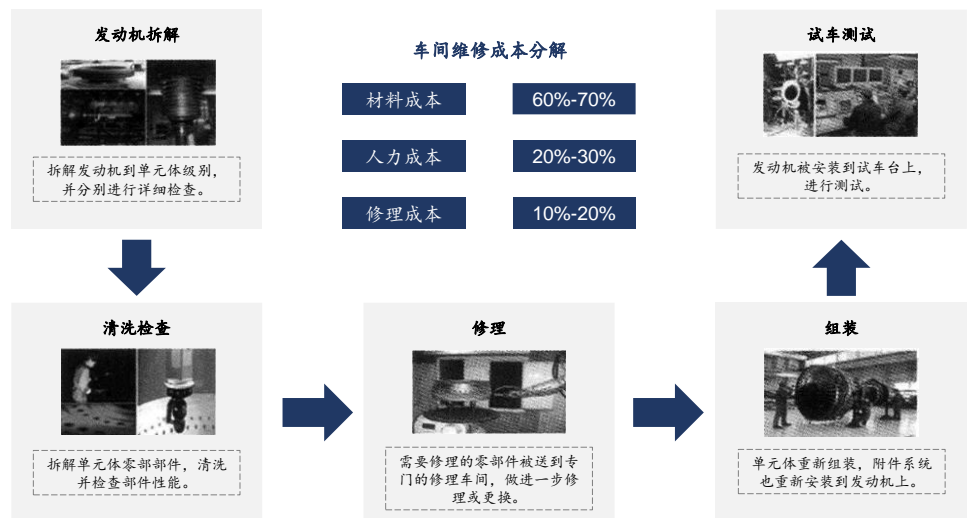 发动机拆解
拆解发动机到单元体级别，
并分别进行详细检查。
车间维修成本分解
材料成本 60%-70%
人力成本 20%-30%
修理成本 10%-20%
试车测试
发动机被安装到试车台上，
进行测试。
清洗检查
拆解单元体零部部件，清洗
并检查部件性能。
修理
需要修理的零部件被送到专
门的修理车间，做进一步修
理或更换。
组装
单元体重新组装，附件系统
也重新安装到发动机上。